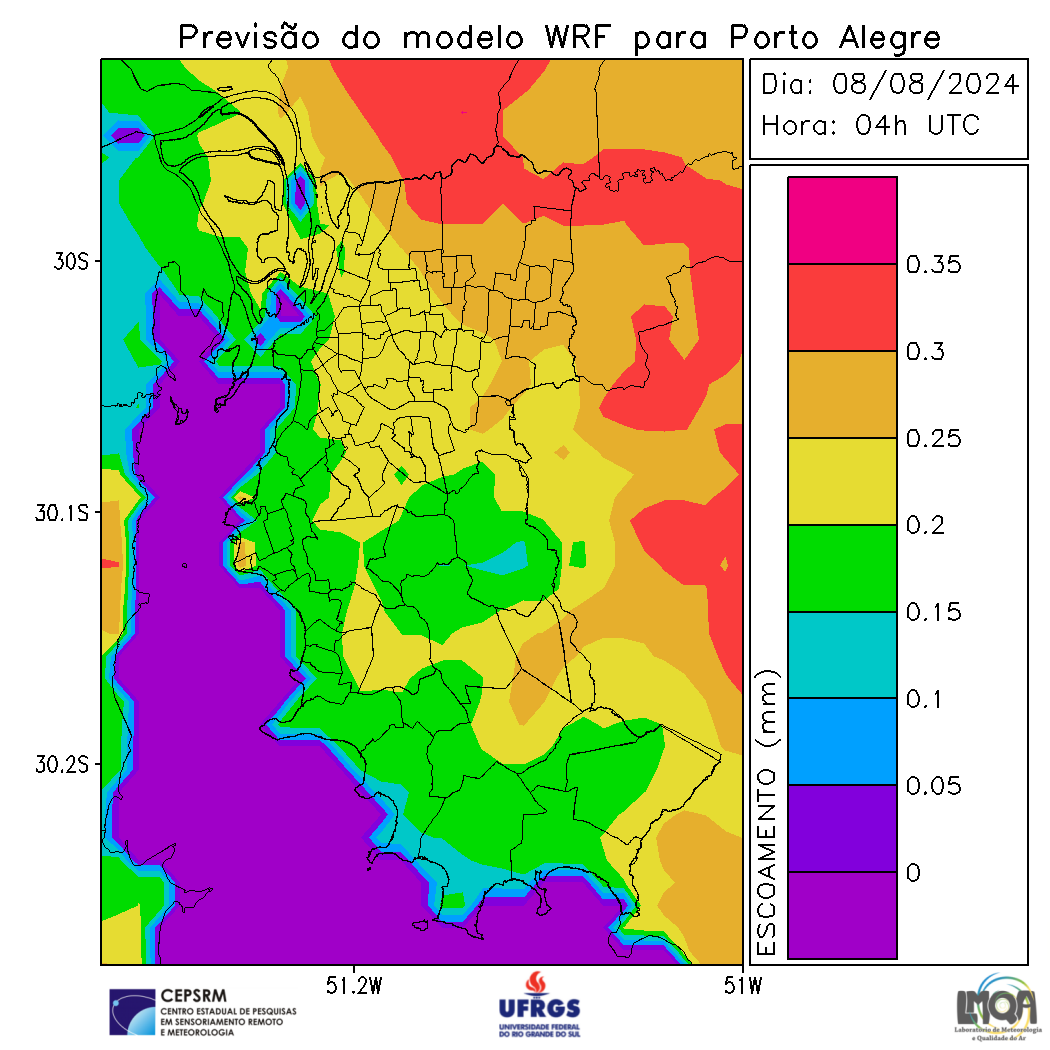 Previsão do modelo WRF para Porto Alegre
Dia: 08/08/2024
Hora: 04h UTC
0.35
0.3
0.25
0.2
0.15
0.1
0.05
0
ESCOAMENTO (mm)
30S
30.1S
30.2S
51.2W
51W
CEPSRM
CENTRO ESTADUAL DE PESQUISAS
EM SENSORIAMENTO REMOTO
E METEOROLOGIA
UFRGS
UNIVERSIDADE FEDERAL
DO RIO GRANDE DO SUL
LMQA
Laboratório de Meteorologia
e Qualidade do Ar